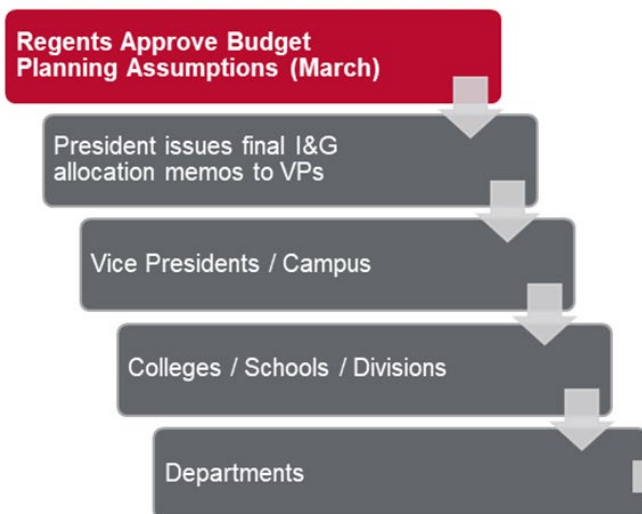 Regents Approve Budget
Planning Assumptions (March)
President issues final I&G
allocation memos to VPs
Vice Presidents / Campus
Colleges / Schools / Divisions
Departments